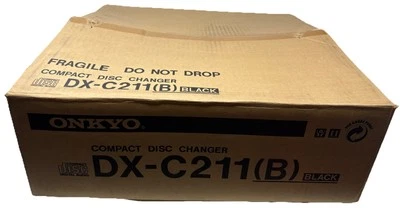 FRAGILE DO NOT DROP
COMPACT DISC CHANGER
DX-C211(B) BLACK
ONKYO
COMPACT DISC CHANGER
DX-C211(B) BLACK